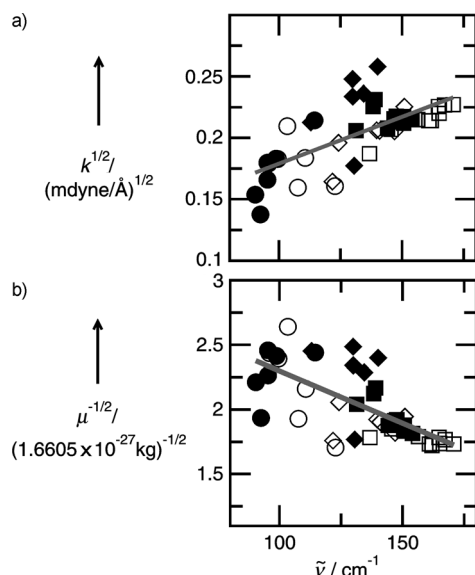 a)
0.25
k^{1/2}/
0.2
(mdyne/Å)^{1/2}
0.15
0.1
b)
3
2.5
μ^{-1/2}/
2
(1.6605 x 10^{-27}kg)^{-1/2}
1.5
100 150
ṽ / cm^{-1}